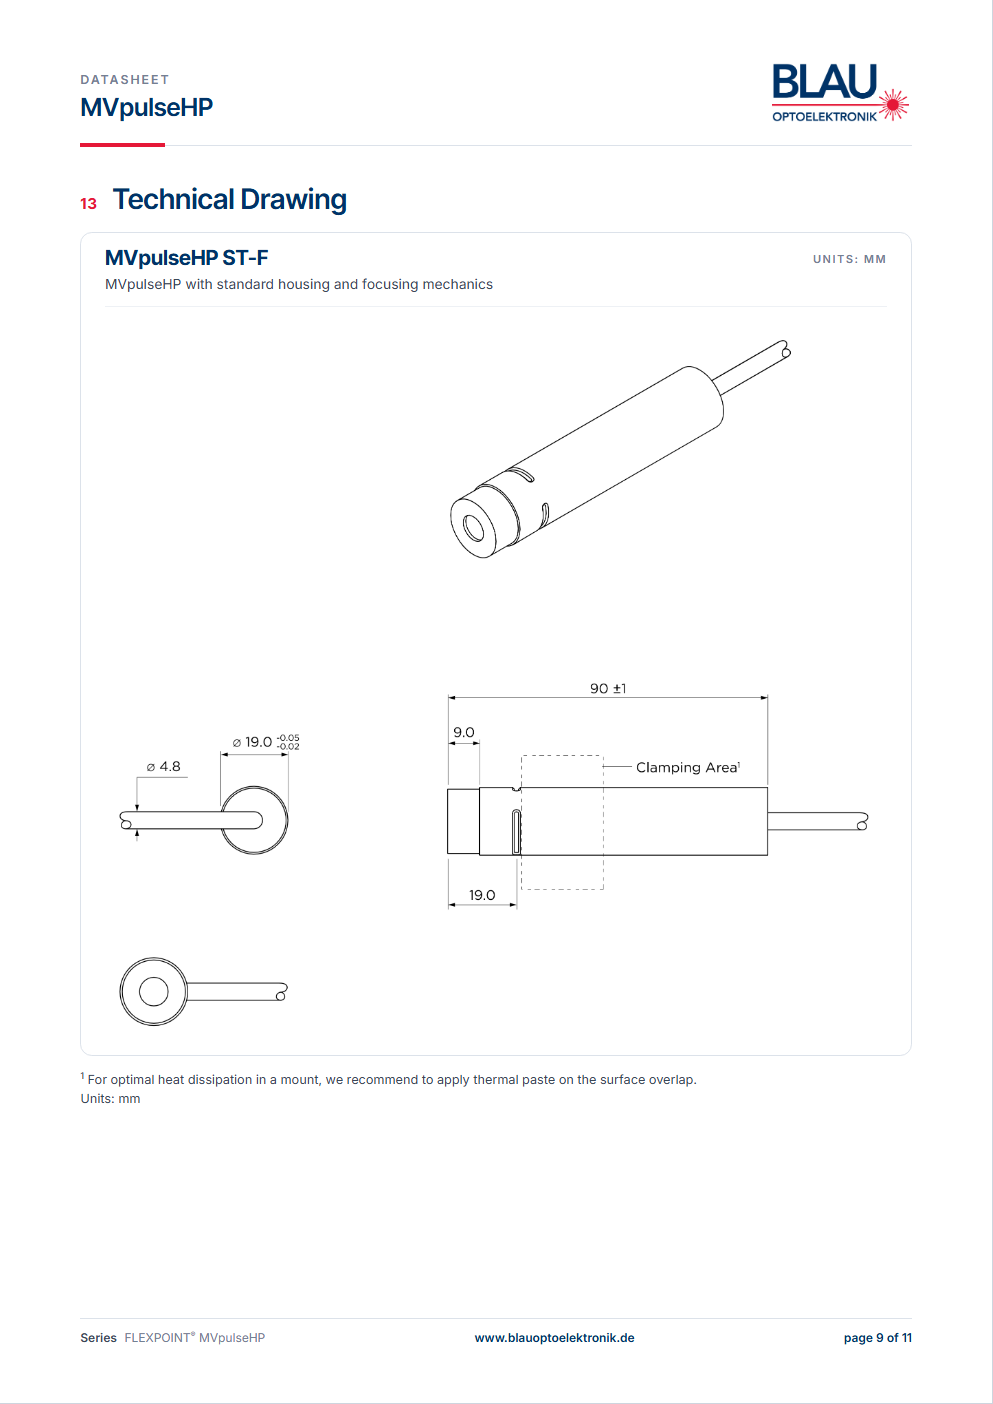 DATASHEET
MVpulseHP
BLAU
OPTOELEKTRONIK
13 Technical Drawing
MVpulseHP ST-F
UNITS: MM
MVpulseHP with standard housing and focusing mechanics
90 ±1
9.0
⌀ 19.0 -0.05
-0.02
⌀ 4.8
Clamping Area¹
19.0
¹ For optimal heat dissipation in a mount, we recommend to apply thermal paste on the surface overlap.
Units: mm
Series FLEXPOINT® MVpulseHP
www.blauoptoelektronik.de
page 9 of 11